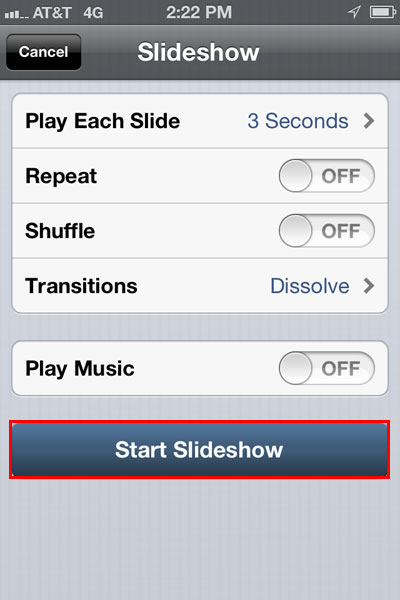 AT&T 4G 2:22 PM
Cancel Slideshow
Play Each Slide 3 Seconds
Repeat OFF
Shuffle OFF
Transitions Dissolve
Play Music OFF
Start Slideshow